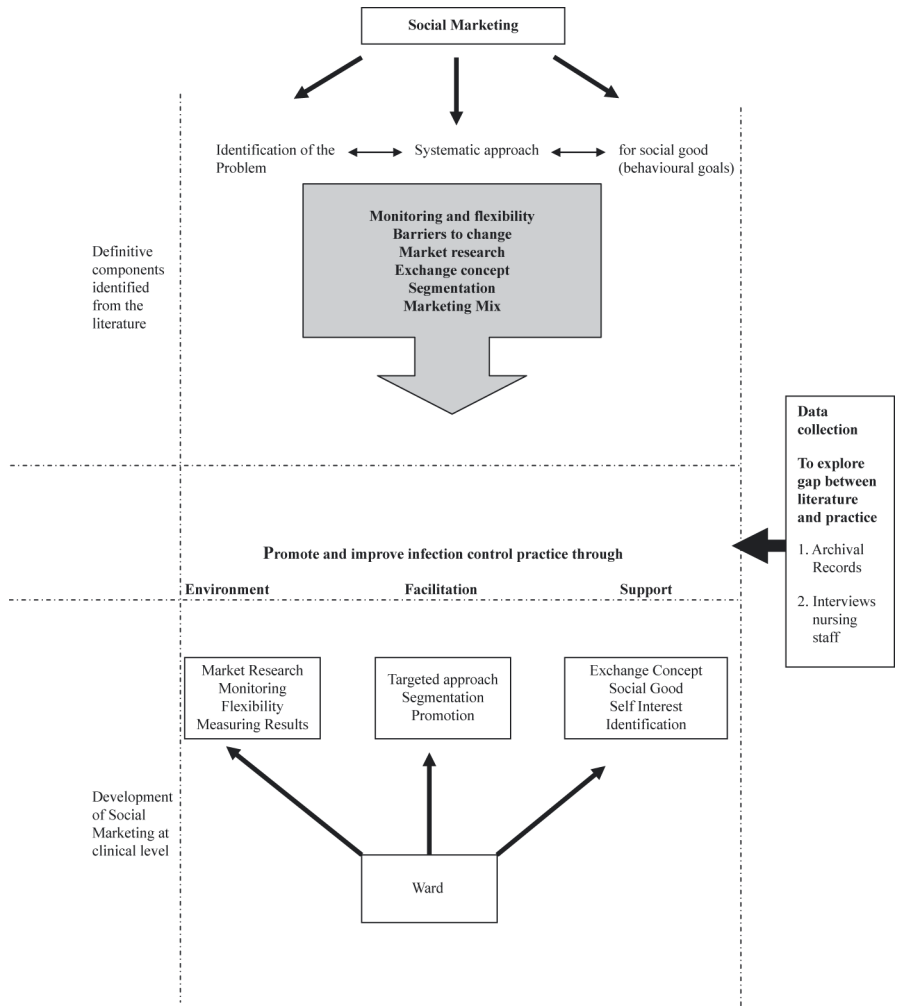 Social Marketing
Identification of the
Problem
Systematic approach
for social good
(behavioural goals)
Monitoring and flexibility
Barriers to change
Market research
Exchange concept
Segmentation
Marketing Mix
Definitive
components
identified from the
literature
Data
collection
To explore
gap between
literature
and practice
1. Archival
Records
2. Interviews
nursing
staff
Promote and improve infection control practice through
Environment
Facilitation
Support
Market Research
Monitoring
Flexibility
Measuring Results
Targeted approach
Segmentation
Promotion
Exchange Concept
Social Good
Self Interest
Identification
Development
of Social
Marketing at
clinical level
Ward